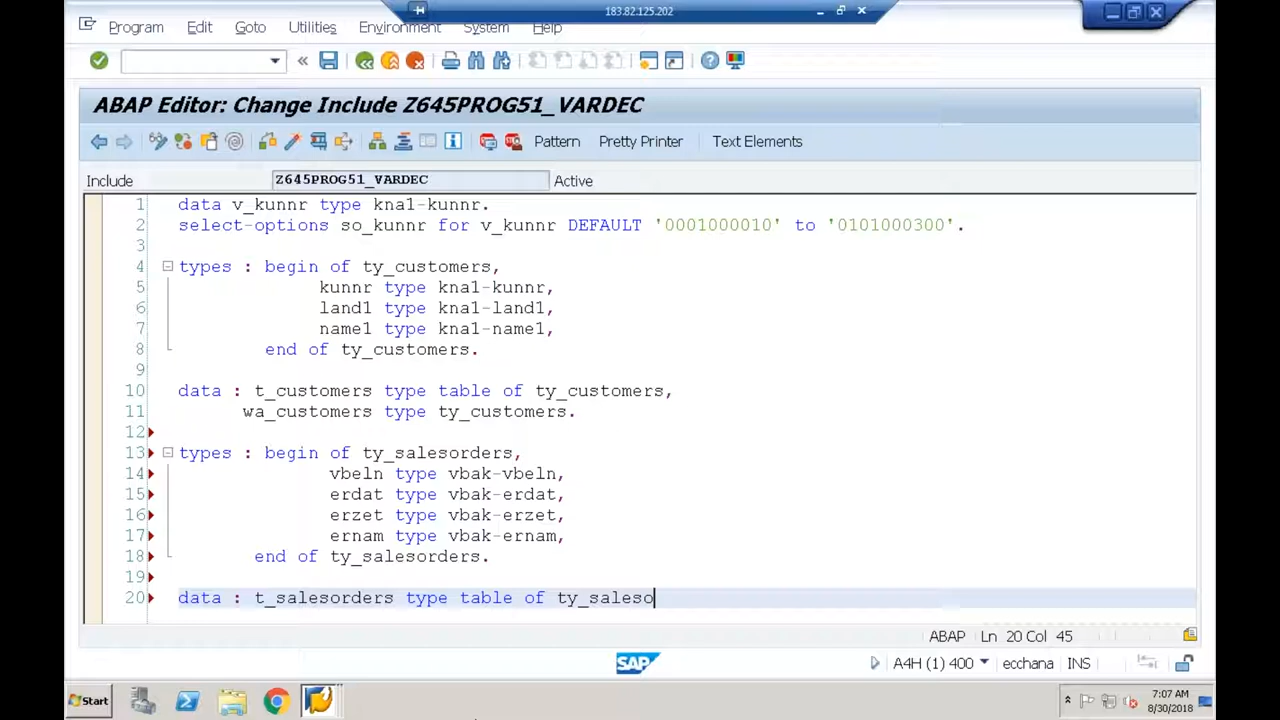 183.82.125.202
Program Edit Goto Utilities Environment System Help
ABAP Editor: Change Include Z645PROG51_VARDEC
Pattern Pretty Printer Text Elements
Include Z645PROG51_VARDEC Active
1 data v_kunnr type kna1-kunnr.
2 select-options so_kunnr for v_kunnr DEFAULT '0001000010' to '0101000300'.
3
4 types : begin of ty_customers,
5 kunnr type kna1-kunnr,
6 land1 type kna1-land1,
7 name1 type kna1-name1,
8 end of ty_customers.
9
10 data : t_customers type table of ty_customers,
11 wa_customers type ty_customers.
12
13 types : begin of ty_salesorders,
14 vbeln type vbak-vbeln,
15 erdat type vbak-erdat,
16 erzet type vbak-erzet,
17 ernam type vbak-ernam,
18 end of ty_salesorders.
19
20 data : t_salesorders type table of ty_saleso
ABAP Ln 20 Col 45
SAP A4H (1) 400 ecchana INS
Start 7:07 AM
8/30/2018